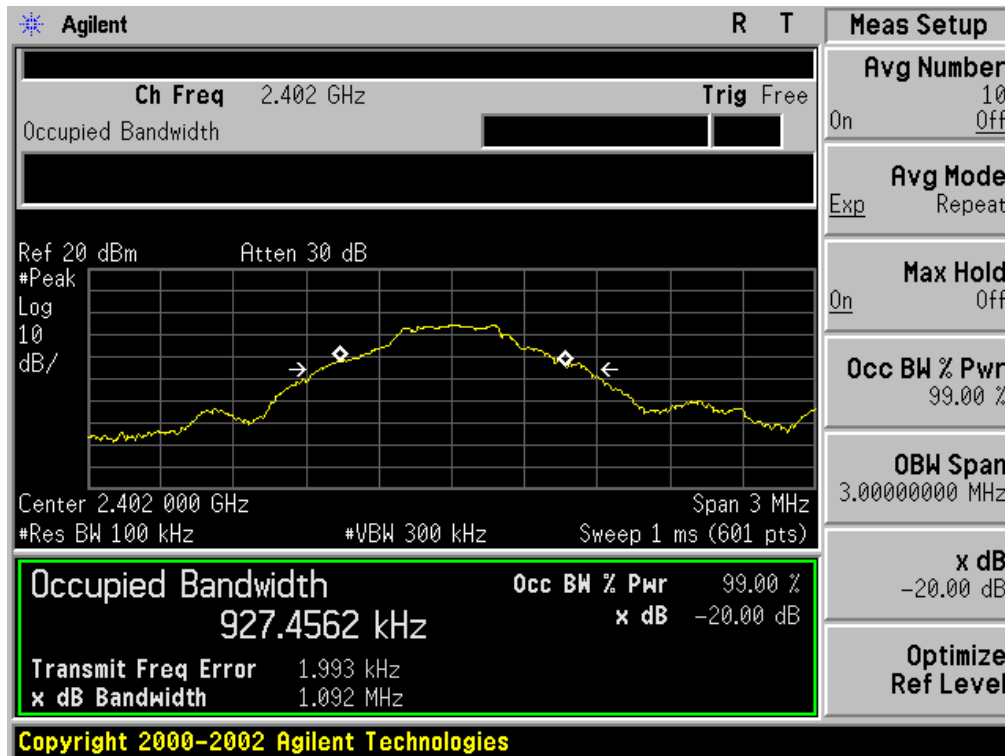 Agilent R T
Ch Freq 2.402 GHz Trig Free
Occupied Bandwidth
Ref 20 dBm Atten 30 dB
#Peak
Log
10
dB/
Center 2.402 000 GHz Span 3 MHz
#Res BW 100 kHz #VBW 300 kHz Sweep 1 ms (601 pts)
Occupied Bandwidth Occ BW % Pwr 99.00 %
927.4562 kHz x dB -20.00 dB
Transmit Freq Error 1.993 kHz
x dB Bandwidth 1.092 MHz
Copyright 2000-2002 Agilent Technologies
Meas Setup
Avg Number
10
On Off
Avg Mode
Exp Repeat
Max Hold
On Off
Occ BW % Pwr
99.00 %
OBW Span
3.00000000 MHz
x dB
-20.00 dB
Optimize
Ref Level